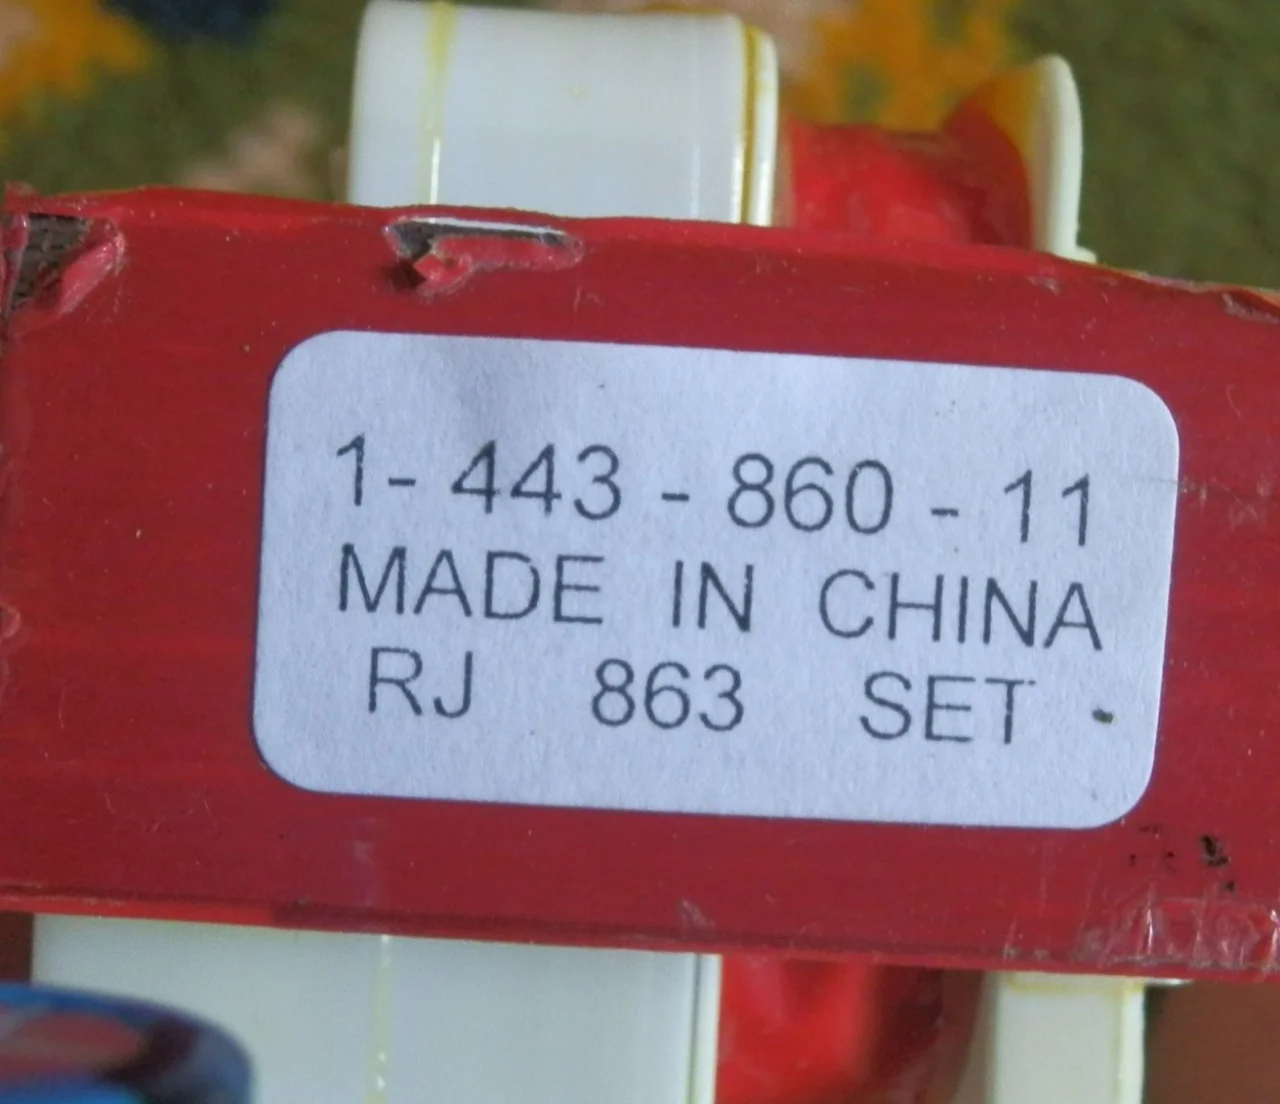 1- 443 - 860 - 11
MADE IN CHINA
RJ 863 SET